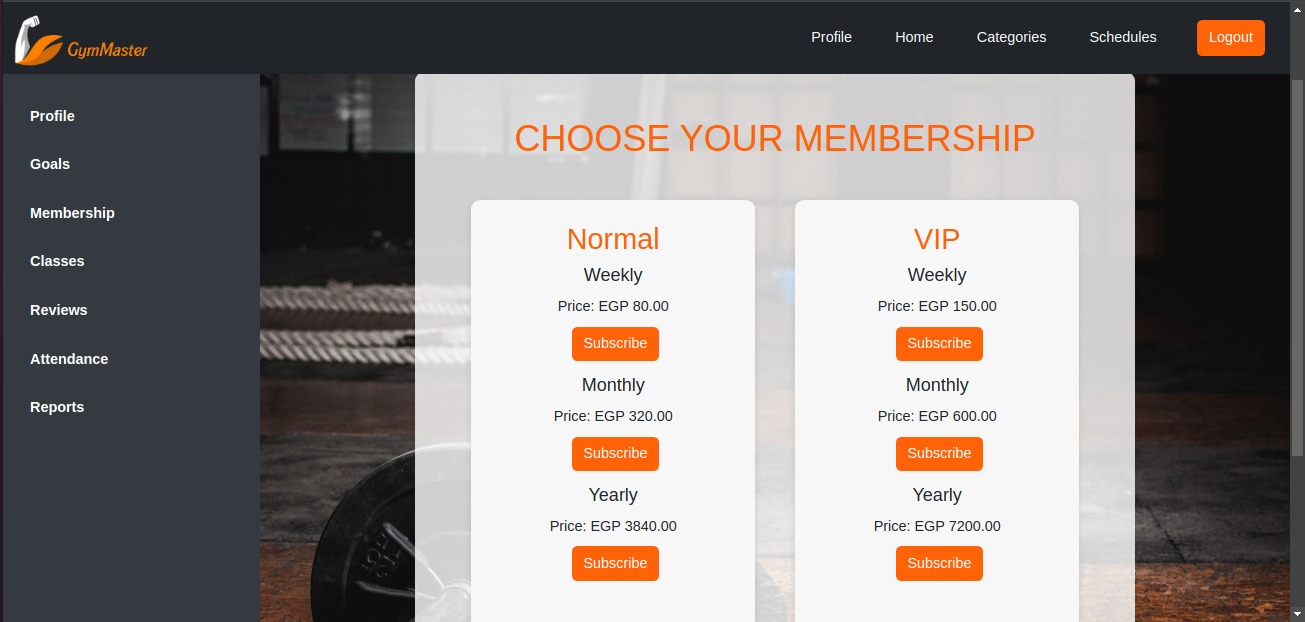 GymMaster
Profile
Home
Categories
Schedules
Logout
Profile
Goals
Membership
Classes
Reviews
Attendance
Reports
CHOOSE YOUR MEMBERSHIP
Normal
Weekly
Price: EGP 80.00
Subscribe
Monthly
Price: EGP 320.00
Subscribe
Yearly
Price: EGP 3840.00
Subscribe
VIP
Weekly
Price: EGP 150.00
Subscribe
Monthly
Price: EGP 600.00
Subscribe
Yearly
Price: EGP 7200.00
Subscribe